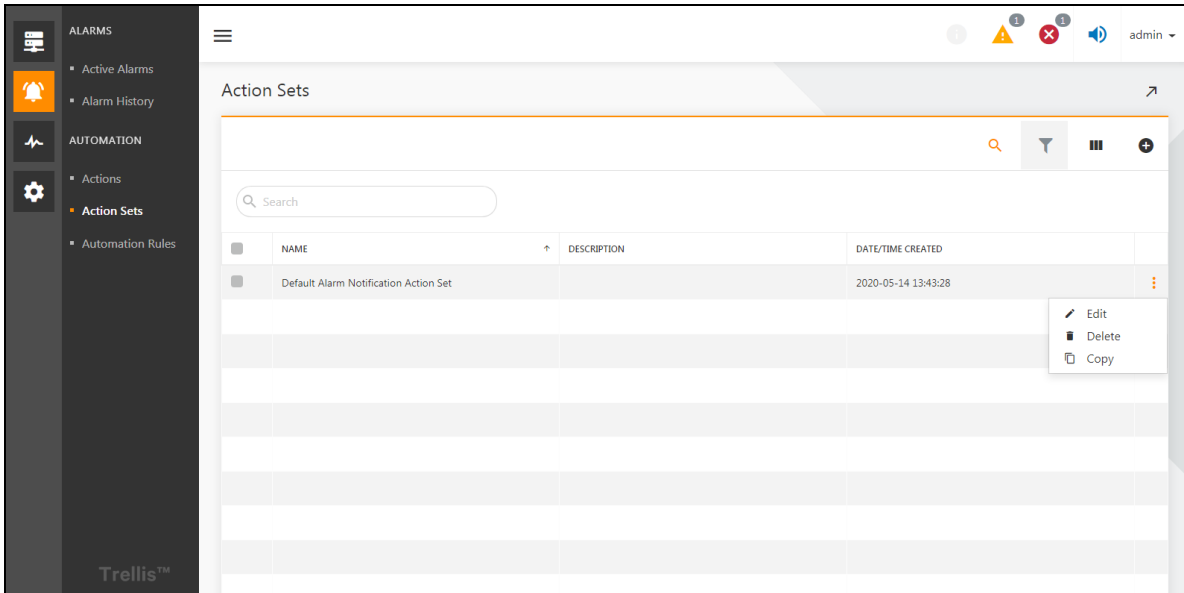 ALARMS
Active Alarms
Alarm History
AUTOMATION
Actions
Action Sets
Automation Rules
Trellis™
1
1
admin
Action Sets
Search
NAME DESCRIPTION DATE/TIME CREATED
Default Alarm Notification Action Set 2020-05-14 13:43:28
Edit
Delete
Copy